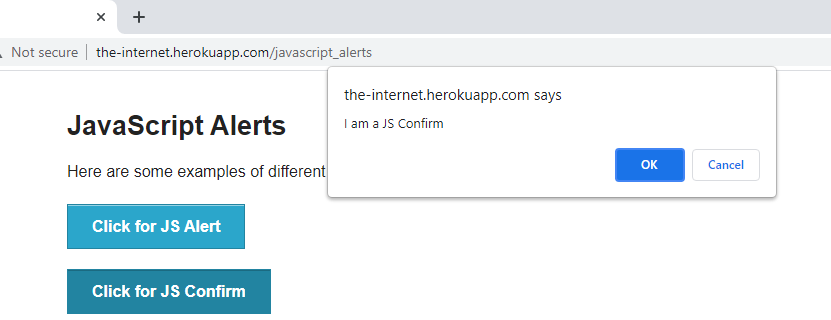 Not secure the-internet.herokuapp.com/javascript_alerts
the-internet.herokuapp.com says
I am a JS Confirm
OK Cancel
JavaScript Alerts
Here are some examples of different
Click for JS Alert
Click for JS Confirm